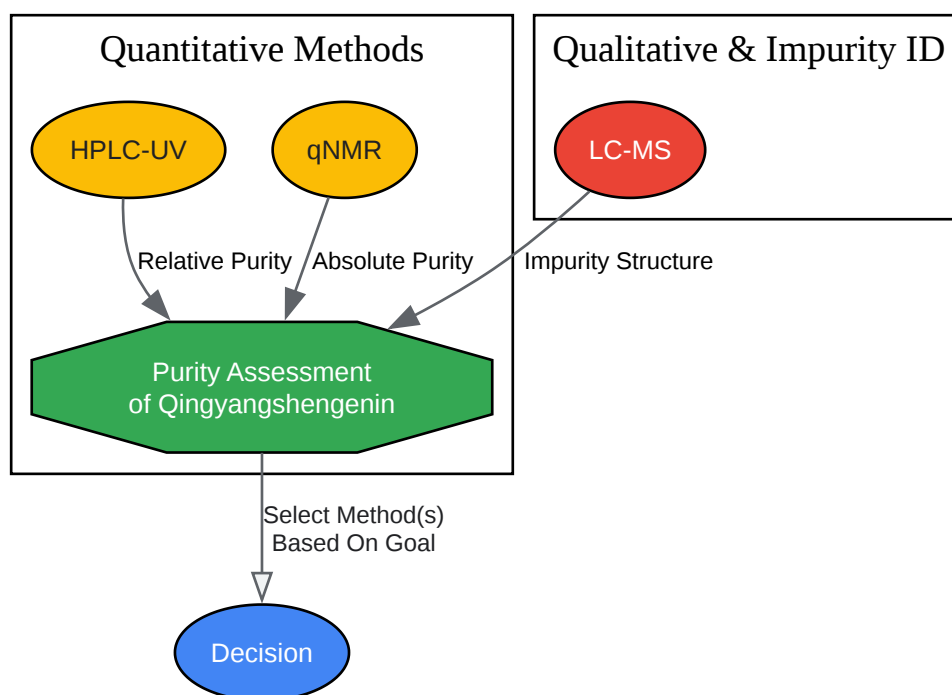 Quantitative Methods
Qualitative & Impurity ID
HPLC-UV
qNMR
LC-MS
Relative Purity
Absolute Purity
Impurity Structure
Purity Assessment
of Qingyangshengenin
Select Method(s)
Based On Goal
Decision